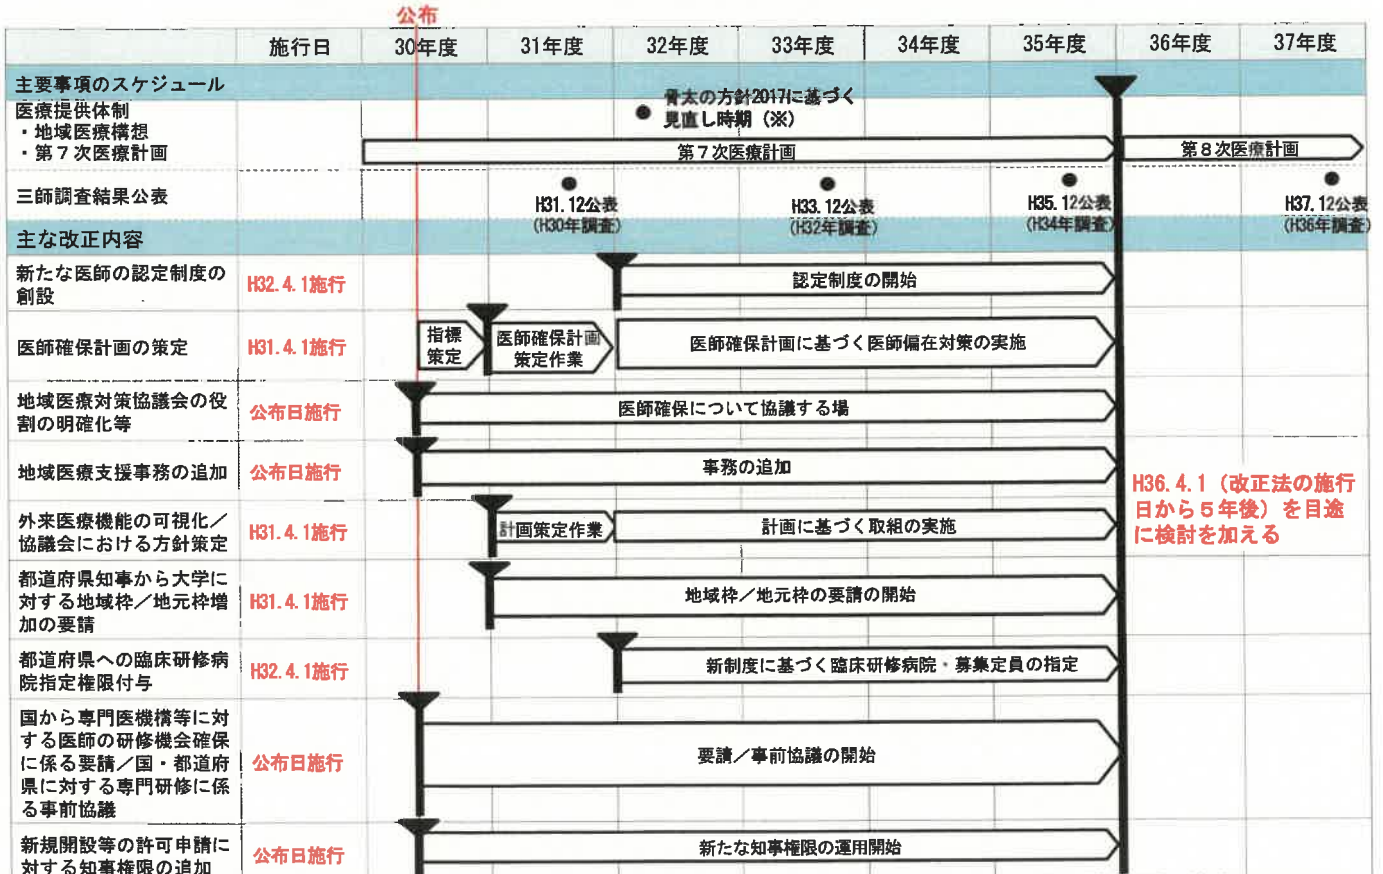 公布
施行日 30年度 31年度 32年度 33年度 34年度 35年度 36年度 37年度
主要事項のスケジュール
医療提供体制
・地域医療構想
・第７次医療計画
骨太の方針2017に基づく
見直し時期（※）
第７次医療計画
第８次医療計画
三師調査結果公表
H31.12公表
(H30年調査)
H33.12公表
(H32年調査)
H35.12公表
(H34年調査)
H37.12公表
(H36年調査)
主な改正内容
新たな医師の認定制度の
創設
H32.4.1施行
認定制度の開始
医師確保計画の策定
H31.4.1施行
指標
策定
医師確保計画
策定作業
医師確保計画に基づく医師偏在対策の実施
地域医療対策協議会の役
割の明確化等
公布日施行
医師確保について協議する場
地域医療支援事務の追加
公布日施行
事務の追加
H36.4.1（改正法の施行
日から５年後）を目途
に検討を加える
外来医療機能の可視化／
協議会における方針策定
H31.4.1施行
計画策定作業
計画に基づく取組の実施
都道府県知事から大学に
対する地域枠／地元枠増
加の要請
H31.4.1施行
地域枠／地元枠の要請の開始
都道府県への臨床研修病
院指定権限付与
H32.4.1施行
新制度に基づく臨床研修病院・募集定員の指定
国から専門医機構等に対
する医師の研修機会確保
に係る要請／国・都道府
県に対する専門研修に係
る事前協議
公布日施行
要請／事前協議の開始
新規開設等の許可申請に
対する知事権限の追加
公布日施行
新たな知事権限の運用開始